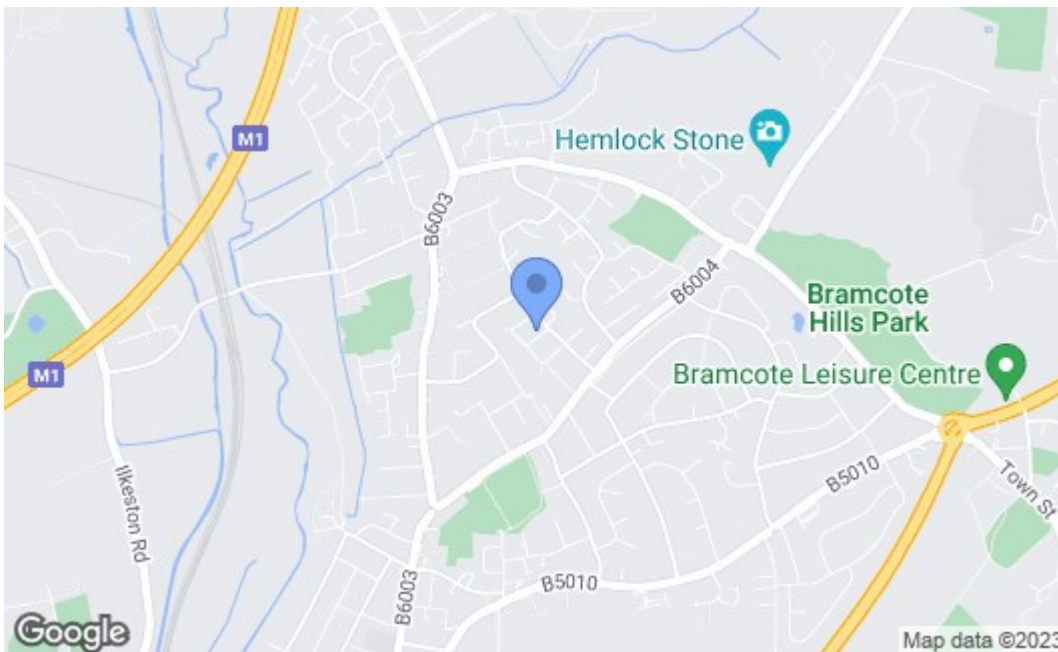 M1
Hemlock Stone
B6003
B6004
Bramcote
Hills Park
M1
Bramcote Leisure Centre
Ilkeston Rd
B5010
Town St
B6003
B5010
Google
Map data ©2023